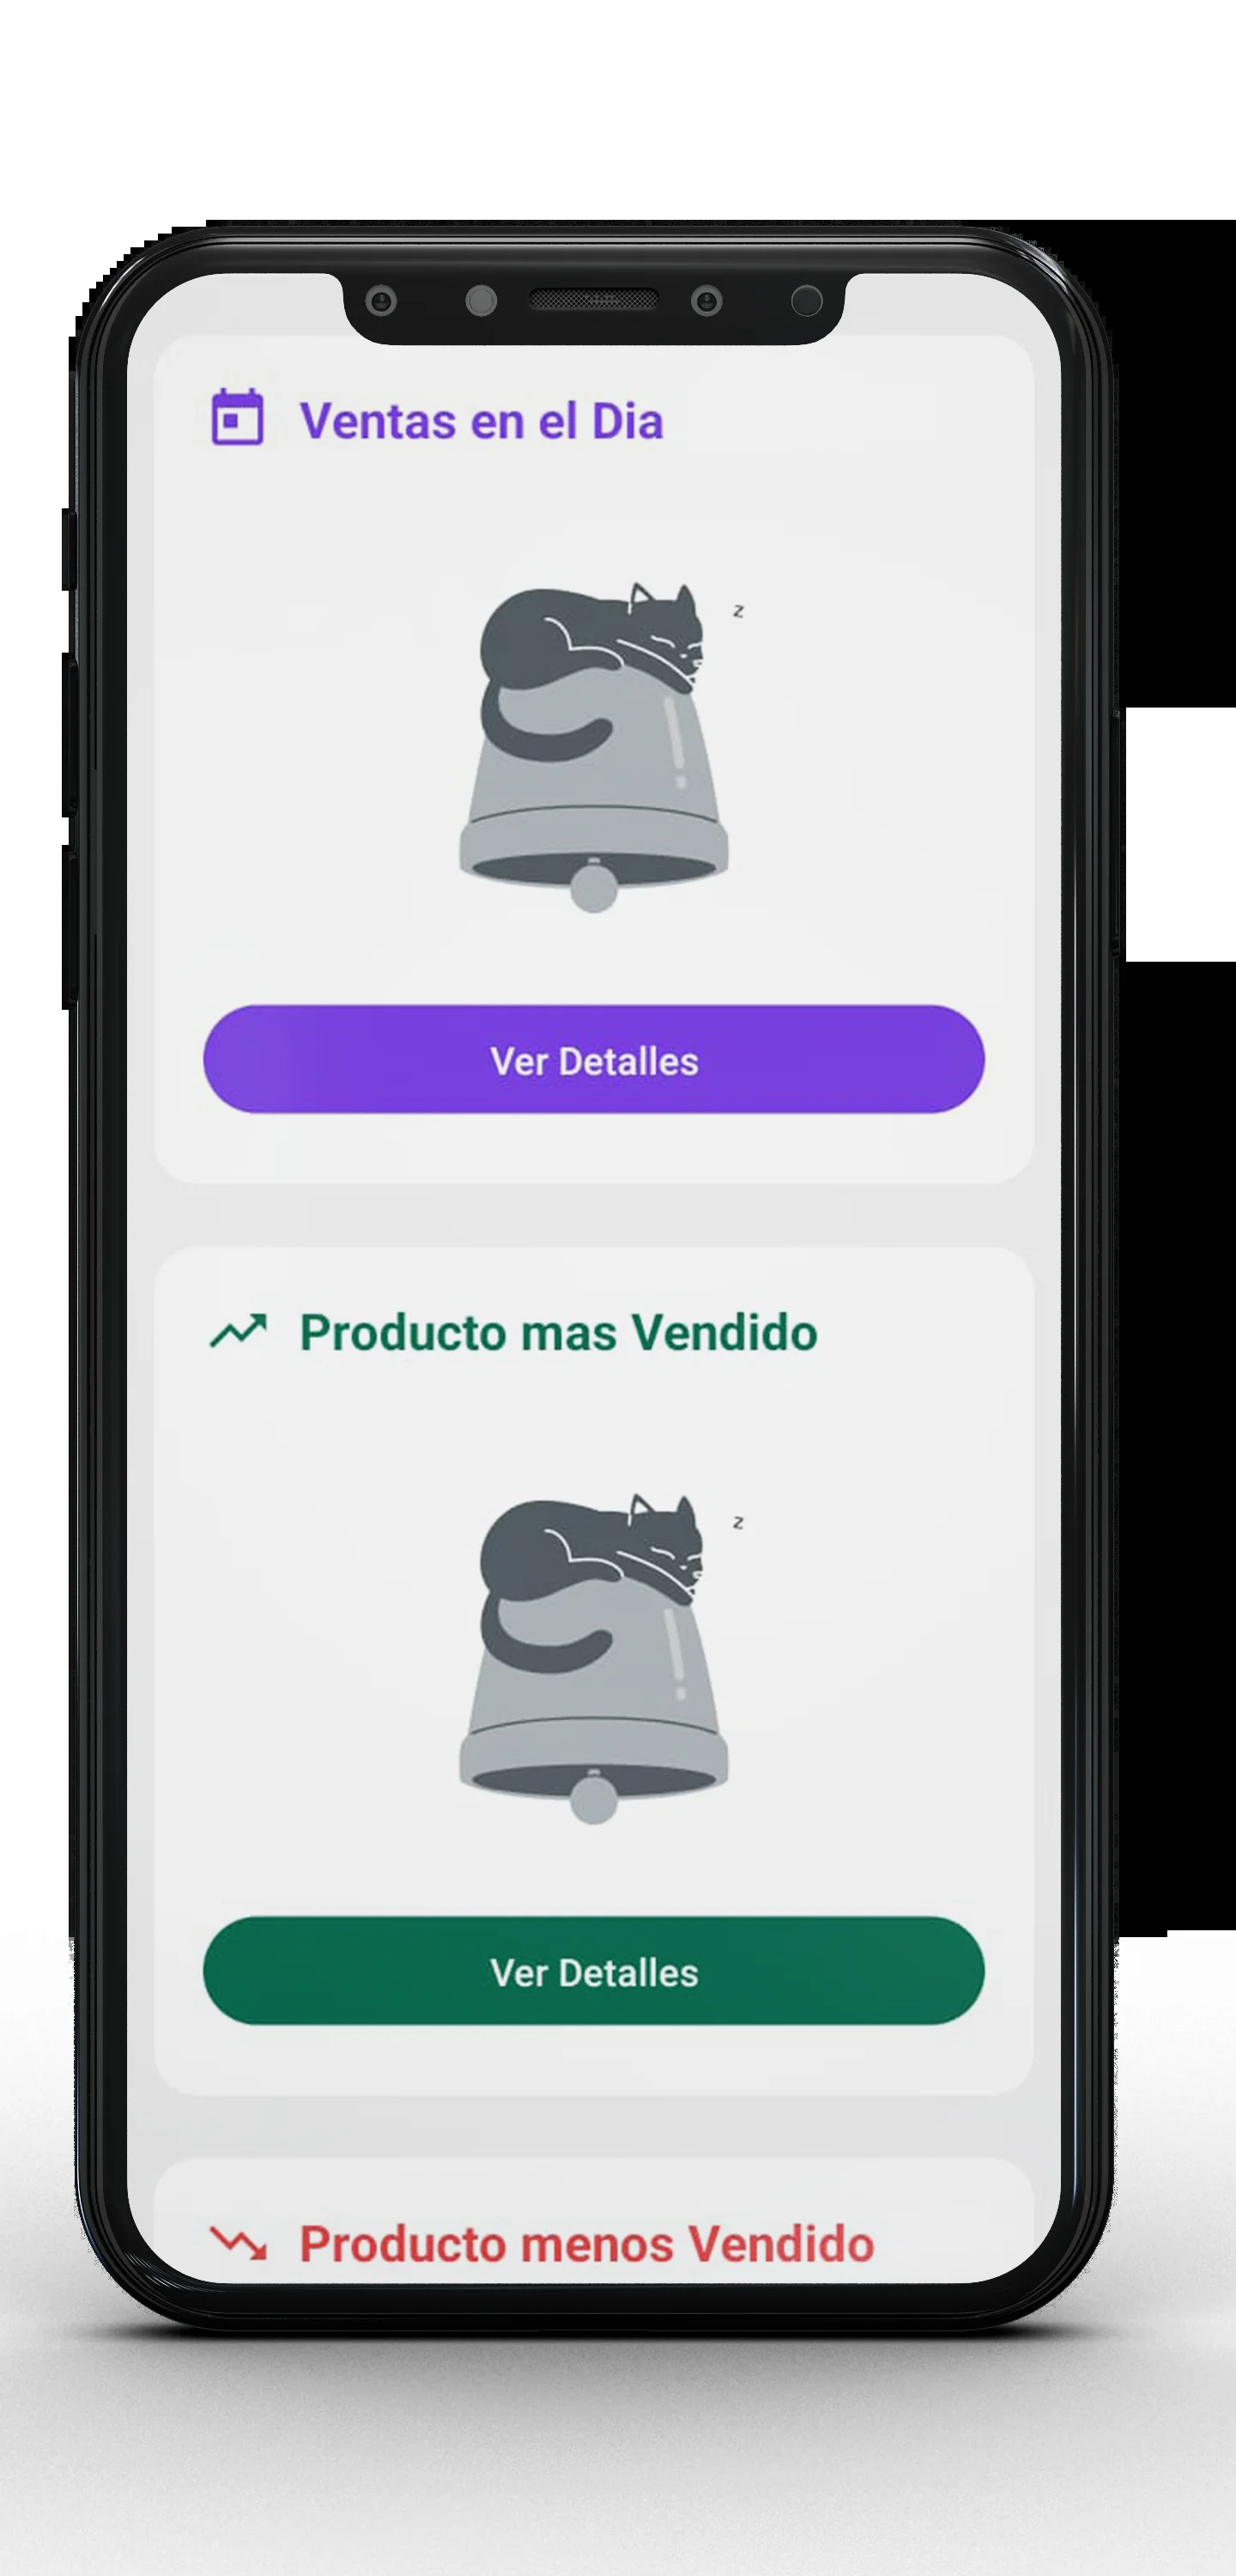 Ventas en el Dia
z
Ver Detalles
Producto mas Vendido
z
Ver Detalles
Producto menos Vendido